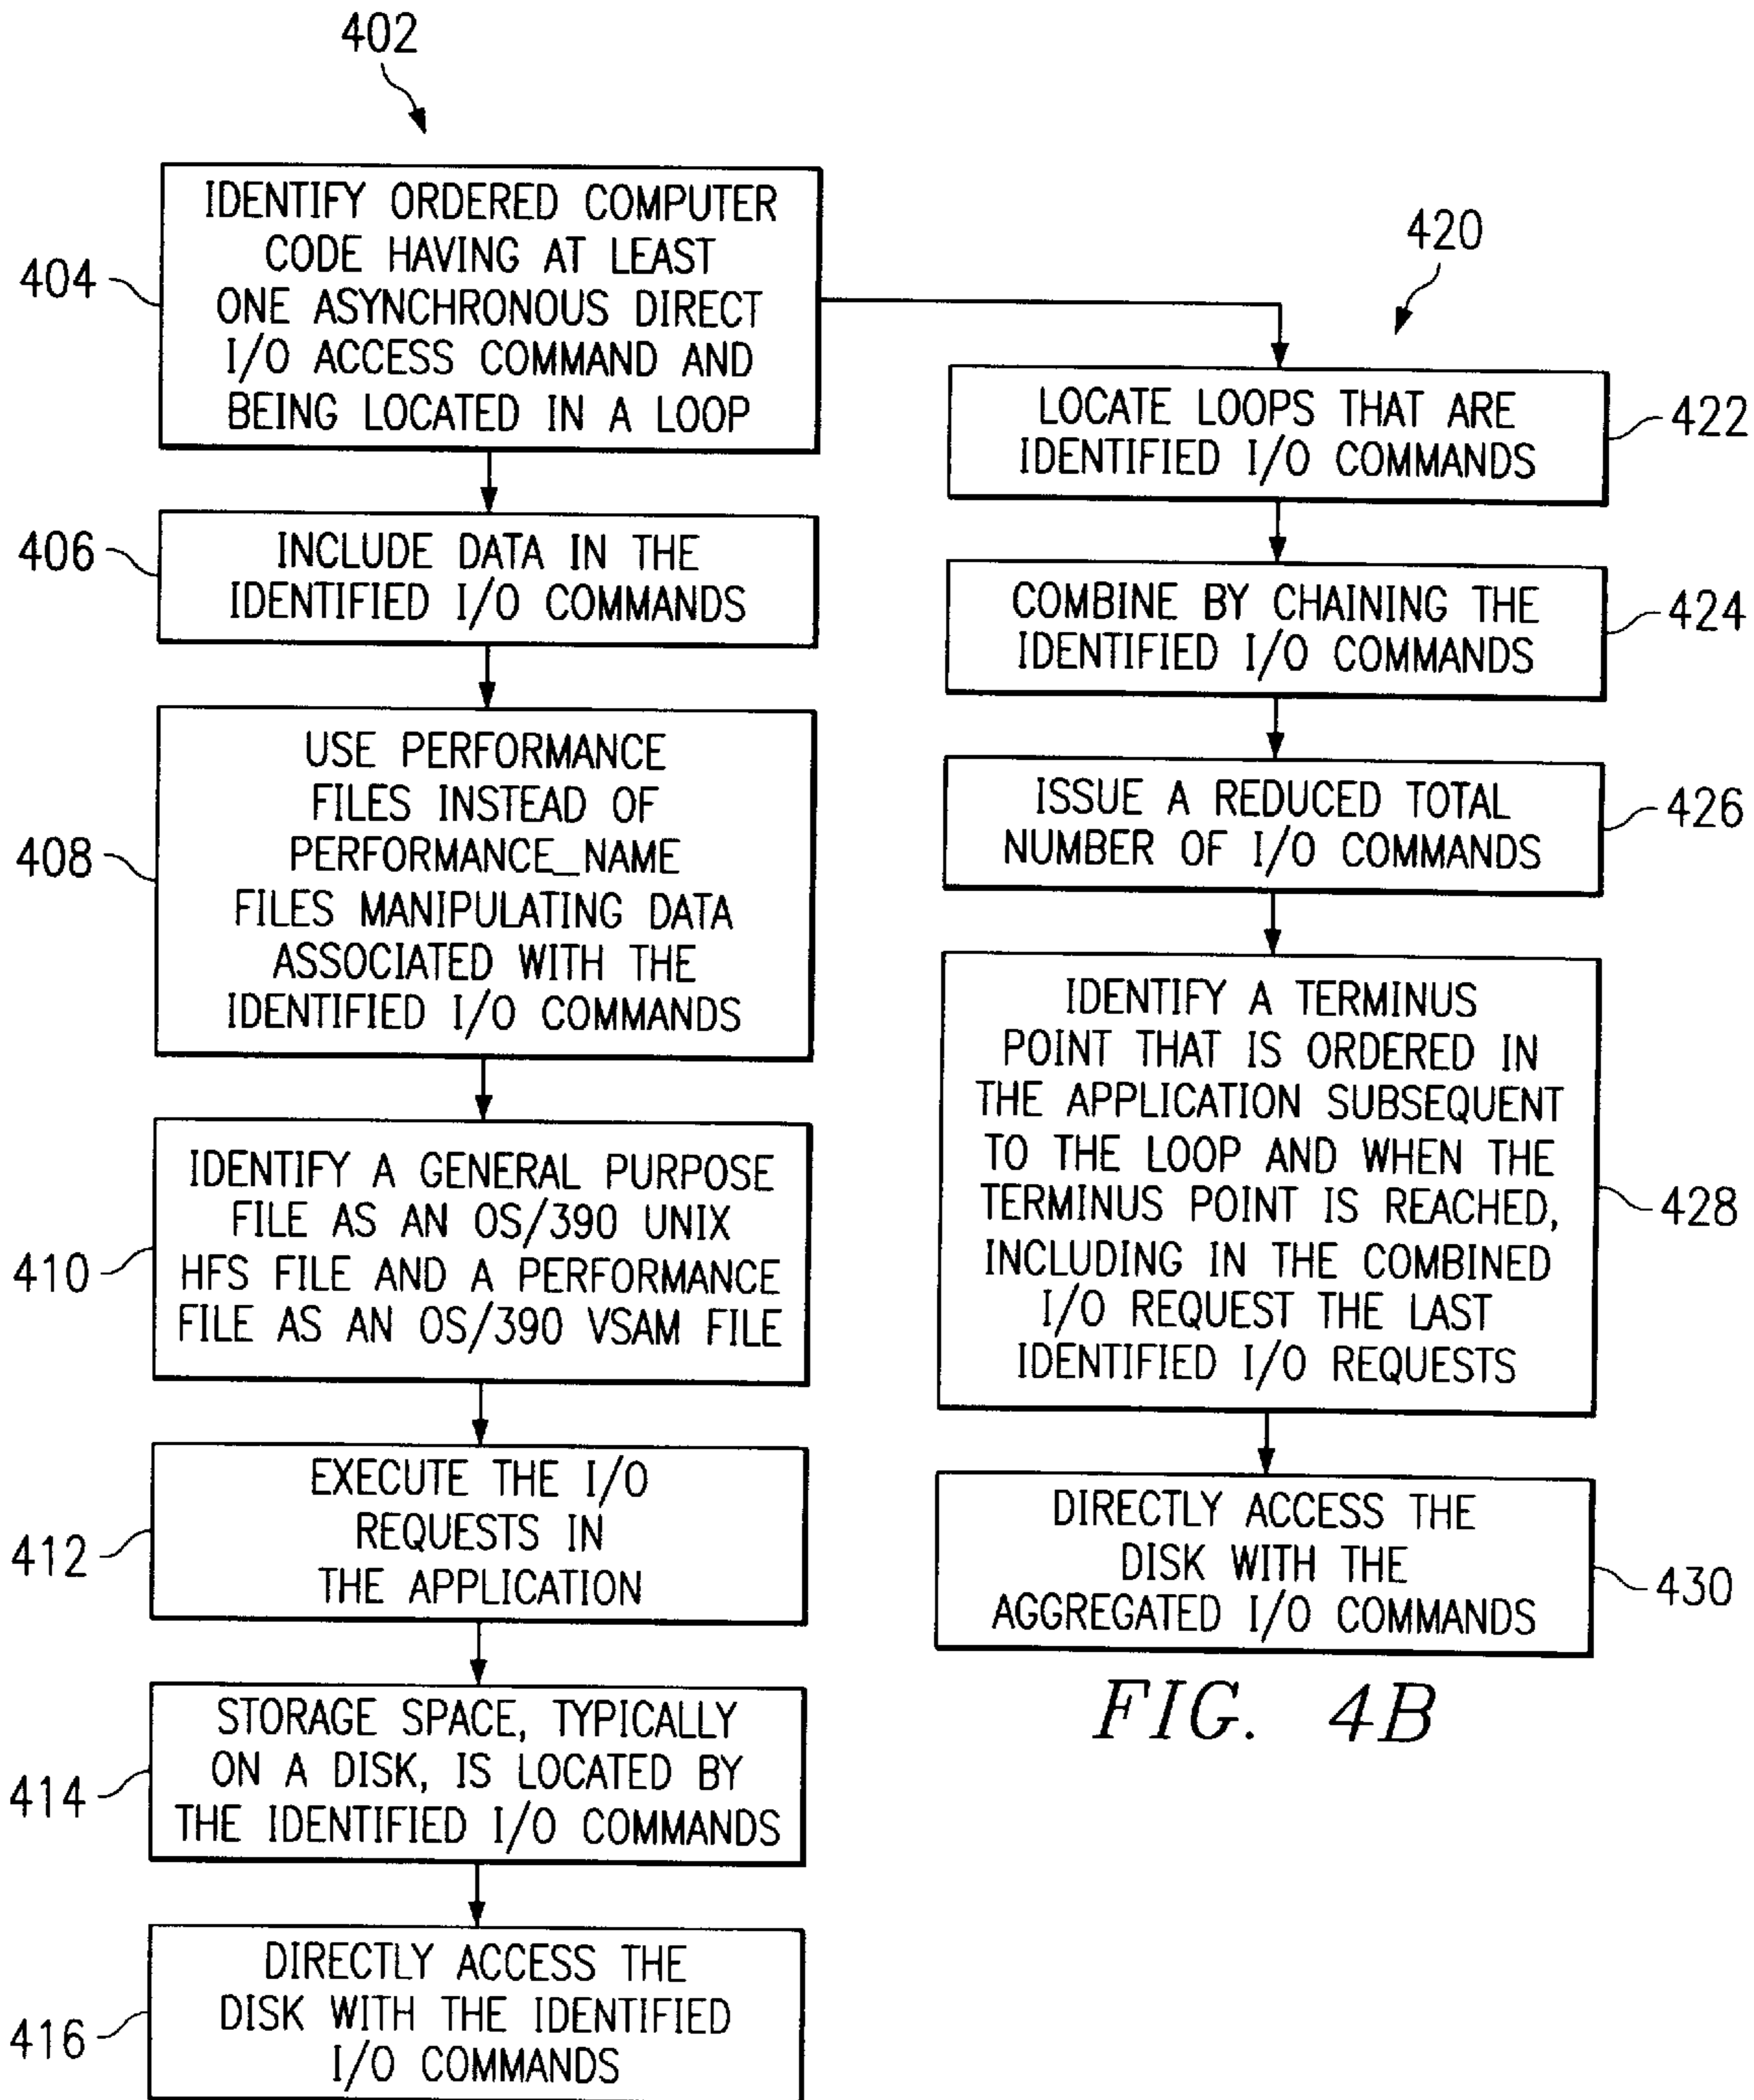 402
404
IDENTIFY ORDERED COMPUTER
CODE HAVING AT LEAST
ONE ASYNCHRONOUS DIRECT
I/O ACCESS COMMAND AND
BEING LOCATED IN A LOOP
406
INCLUDE DATA IN THE
IDENTIFIED I/O COMMANDS
408
USE PERFORMANCE
FILES INSTEAD OF
PERFORMANCE_NAME
FILES MANIPULATING DATA
ASSOCIATED WITH THE
IDENTIFIED I/O COMMANDS
410
IDENTIFY A GENERAL PURPOSE
FILE AS AN OS/390 UNIX
HFS FILE AND A PERFORMANCE
FILE AS AN OS/390 VSAM FILE
412
EXECUTE THE I/O
REQUESTS IN
THE APPLICATION
414
STORAGE SPACE, TYPICALLY
ON A DISK, IS LOCATED BY
THE IDENTIFIED I/O COMMANDS
416
DIRECTLY ACCESS THE
DISK WITH THE IDENTIFIED
I/O COMMANDS
420
LOCATE LOOPS THAT ARE
IDENTIFIED I/O COMMANDS
422
COMBINE BY CHAINING THE
IDENTIFIED I/O COMMANDS
424
ISSUE A REDUCED TOTAL
NUMBER OF I/O COMMANDS
426
IDENTIFY A TERMINUS
POINT THAT IS ORDERED IN
THE APPLICATION SUBSEQUENT
TO THE LOOP AND WHEN THE
TERMINUS POINT IS REACHED,
INCLUDING IN THE COMBINED
I/O REQUEST THE LAST
IDENTIFIED I/O REQUESTS
428
DIRECTLY ACCESS THE
DISK WITH THE
AGGREGATED I/O COMMANDS
430
FIG. 4B